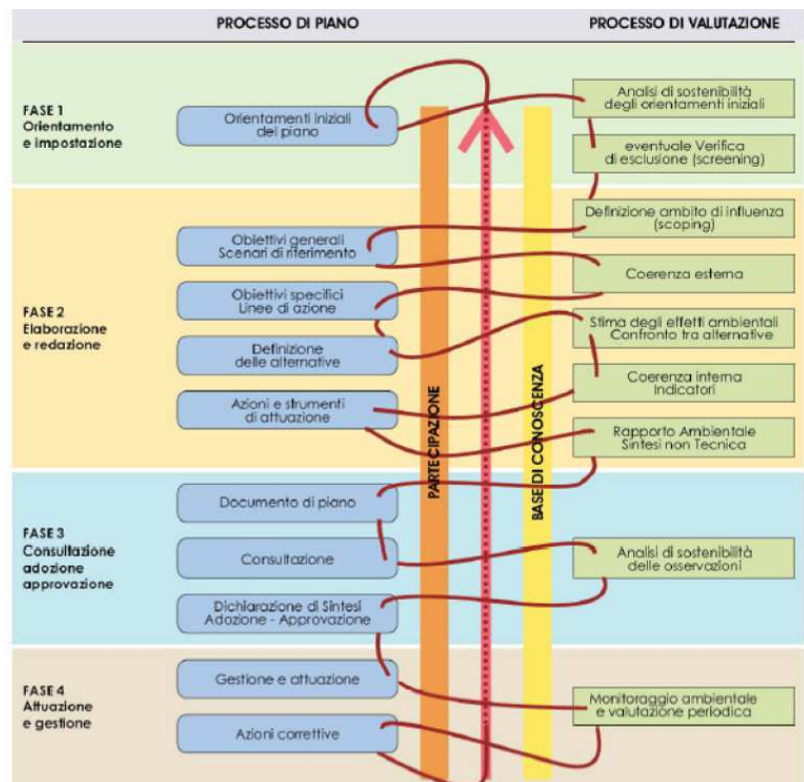 PROCESSO DI PIANO
PROCESSO DI VALUTAZIONE
FASE 1
Orientamento
e impostazione
Orientamenti iniziali
del piano
Analisi di sostenibilità
degli orientamenti iniziali
eventuale Verifica
di esclusione (screening)
FASE 2
Elaborazione
e redazione
Definizione ambito di influenza
(scoping)
Obiettivi generali
Scenari di riferimento
Coerenza esterna
Obiettivi specifici
Linee di azione
Stima degli effetti ambientali
Confronto tra alternative
Definizione
delle alternative
Coerenza interna
Indicatori
Azioni e strumenti
di attuazione
Rapporto Ambientale
Sintesi non Tecnica
PARTECIPAZIONE
BASE DI CONOSCENZA
FASE 3
Consultazione
adozione
approvazione
Documento di piano
Consultazione
Analisi di sostenibilità
delle osservazioni
Dichiarazione di Sintesi
Adozione - Approvazione
FASE 4
Attuazione
e gestione
Gestione e attuazione
Monitoraggio ambientale
e valutazione periodica
Azioni correttive